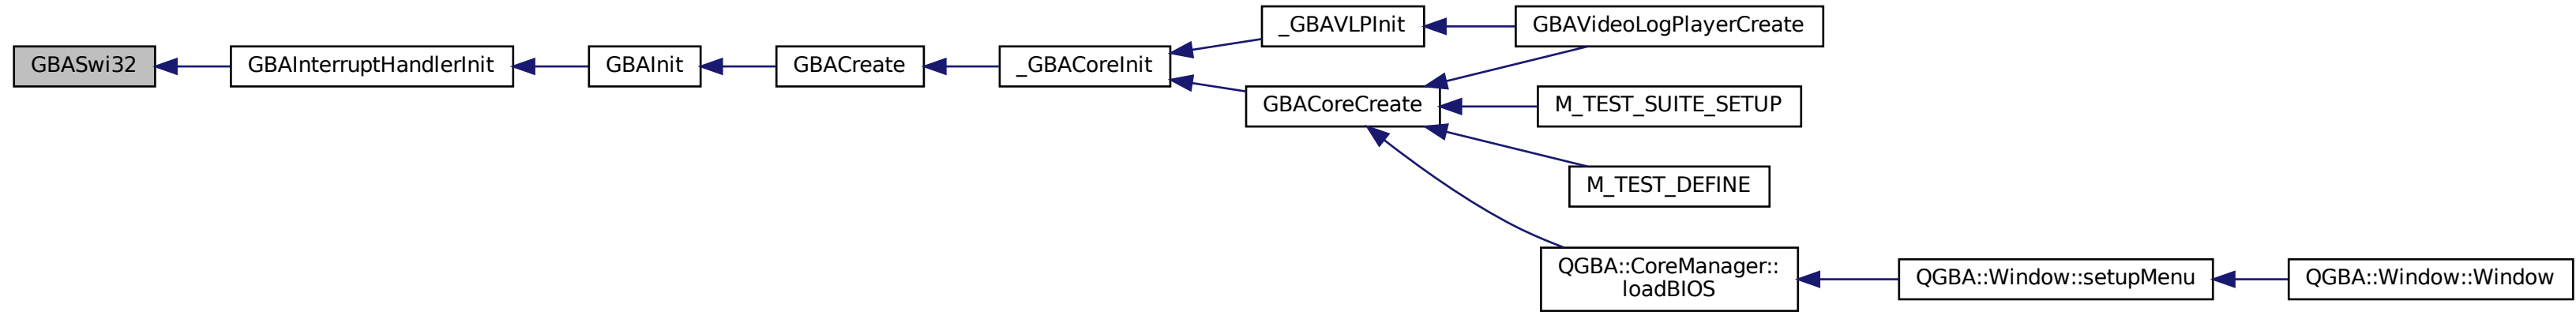 GBASwi32
GBAInterruptHandlerInit
GBAInit
GBACreate
_GBACoreInit
_GBAVLPInit
GBAVideoLogPlayerCreate
GBACoreCreate
M_TEST_SUITE_SETUP
M_TEST_DEFINE
QGBA::CoreManager::
loadBIOS
QGBA::Window::setupMenu
QGBA::Window::Window